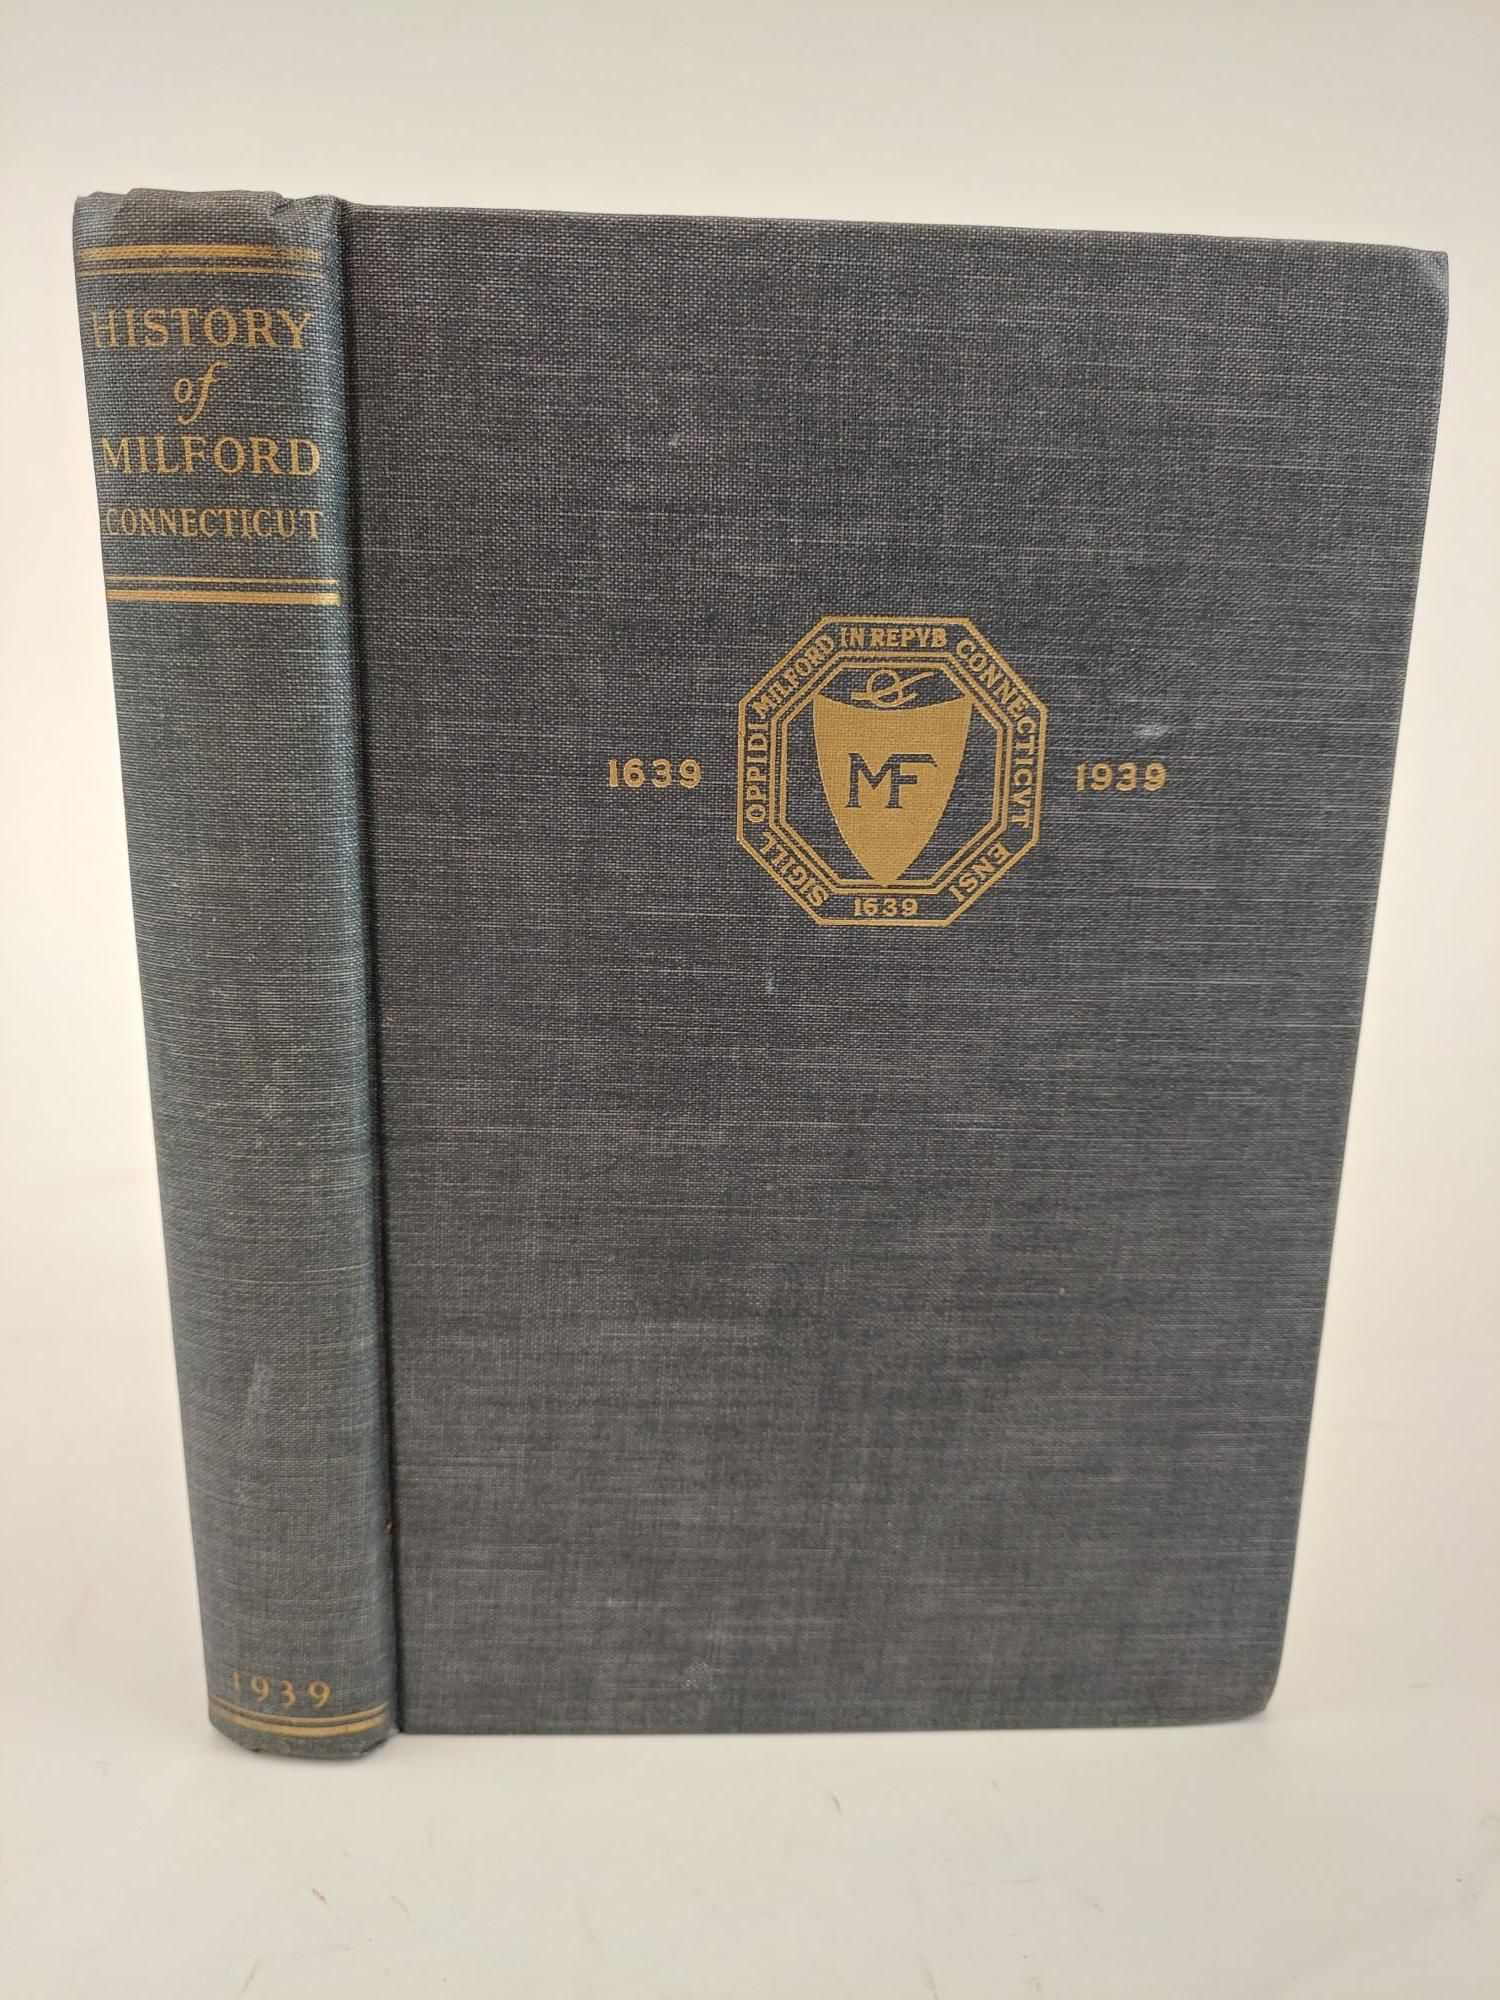 HISTORY
of
MILFORD
CONNECTICUT
1939
1639
SIGILL OPPIDI MILFORD IN REPVB CONNECTICVT ENSI
MF
1639
1939